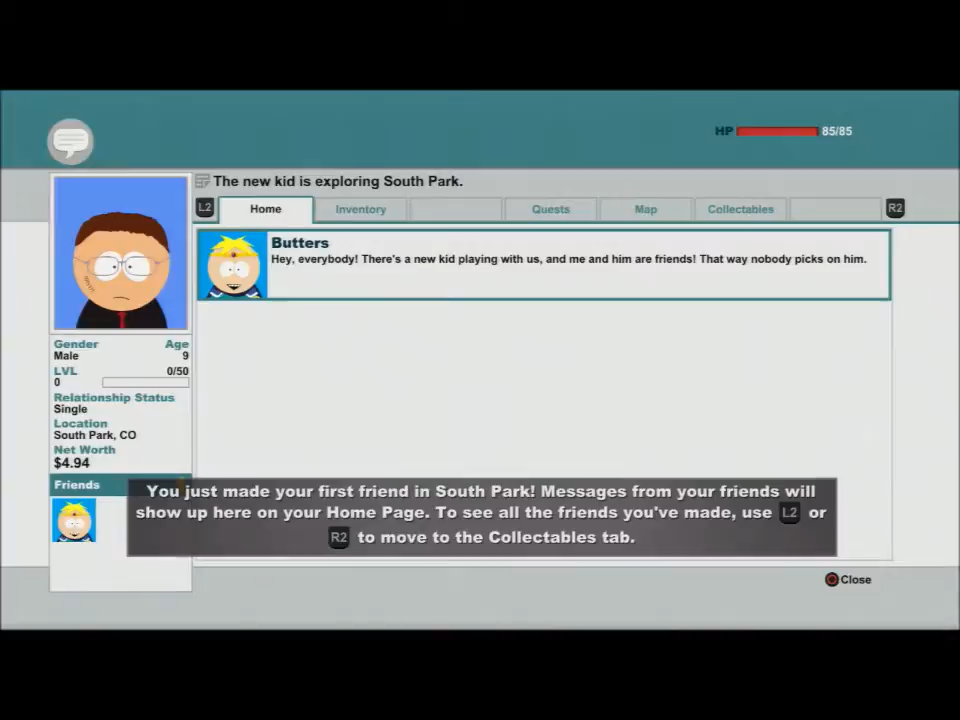 HP 85/85
The new kid is exploring South Park.
L2 Home Inventory Quests Map Collectables R2
Butters
Hey, everybody! There's a new kid playing with us, and me and him are friends! That way nobody picks on him.
Gender Age
Male 9
LVL 0/50
0
Relationship Status
Single
Location
South Park, CO
Net Worth
$4.94
Friends
You just made your first friend in South Park! Messages from your friends will
show up here on your Home Page. To see all the friends you've made, use L2 or
R2 to move to the Collectables tab.
Close